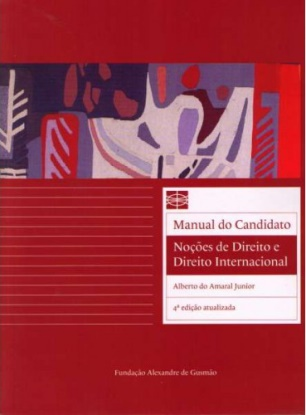 Manual do Candidato
Noções de Direito e
Direito Internacional
Alberto do Amaral Junior
4ª edição atualizada
Fundação Alexandre de Gusmão